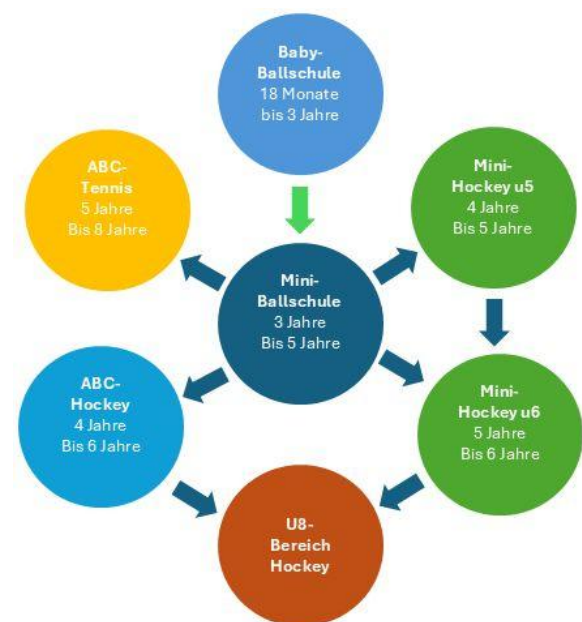 Baby-
Ballschule
18 Monate
bis 3 Jahre
ABC-
Tennis
5 Jahre
Bis 8 Jahre
Mini-
Hockey u5
4 Jahre
Bis 5 Jahre
Mini-
Ballschule
3 Jahre
Bis 5 Jahre
ABC-
Hockey
4 Jahre
Bis 6 Jahre
Mini-
Hockey u6
5 Jahre
Bis 6 Jahre
U8-
Bereich
Hockey